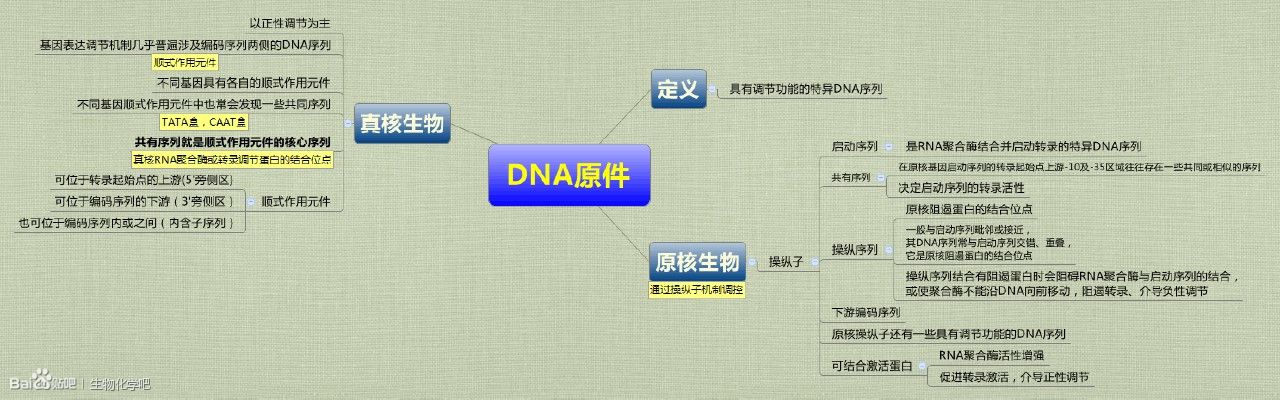 DNA原件
定义
具有调节功能的特异DNA序列
原核生物
通过操纵子机制调控
操纵子
启动序列
是RNA聚合酶结合并启动转录的特异DNA序列
共有序列
在原核基因启动序列的转录起始点上游-10及-35区域往往存在一些共同或相似的序列
决定启动序列的转录活性
操纵序列
原核阻遏蛋白的结合位点
一般与启动序列毗邻或接近，
其DNA序列常与启动序列交错、重叠，
它是原核阻遏蛋白的结合位点
操纵序列结合有阻遏蛋白时会阻碍RNA聚合酶与启动序列的结合，
或使聚合酶不能沿DNA向前移动，阻遏转录、介导负性调节
下游编码序列
原核操纵子还有一些具有调节功能的DNA序列
可结合激活蛋白
RNA聚合酶活性增强
促进转录激活，介导正性调节
真核生物
以正性调节为主
基因表达调节机制几乎普遍涉及编码序列两侧的DNA序列
顺式作用元件
不同基因具有各自的顺式作用元件
不同基因顺式作用元件中也常会发现一些共同序列
TATA盒，CAAT盒
共有序列就是顺式作用元件的核心序列
真核RNA聚合酶或转录调节蛋白的结合位点
顺式作用元件
可位于转录起始点的上游(5'旁侧区)
可位于编码序列的下游（3'旁侧区）
也可位于编码序列内或之间（内含子序列）
Baidu贴吧 | 生物化学吧